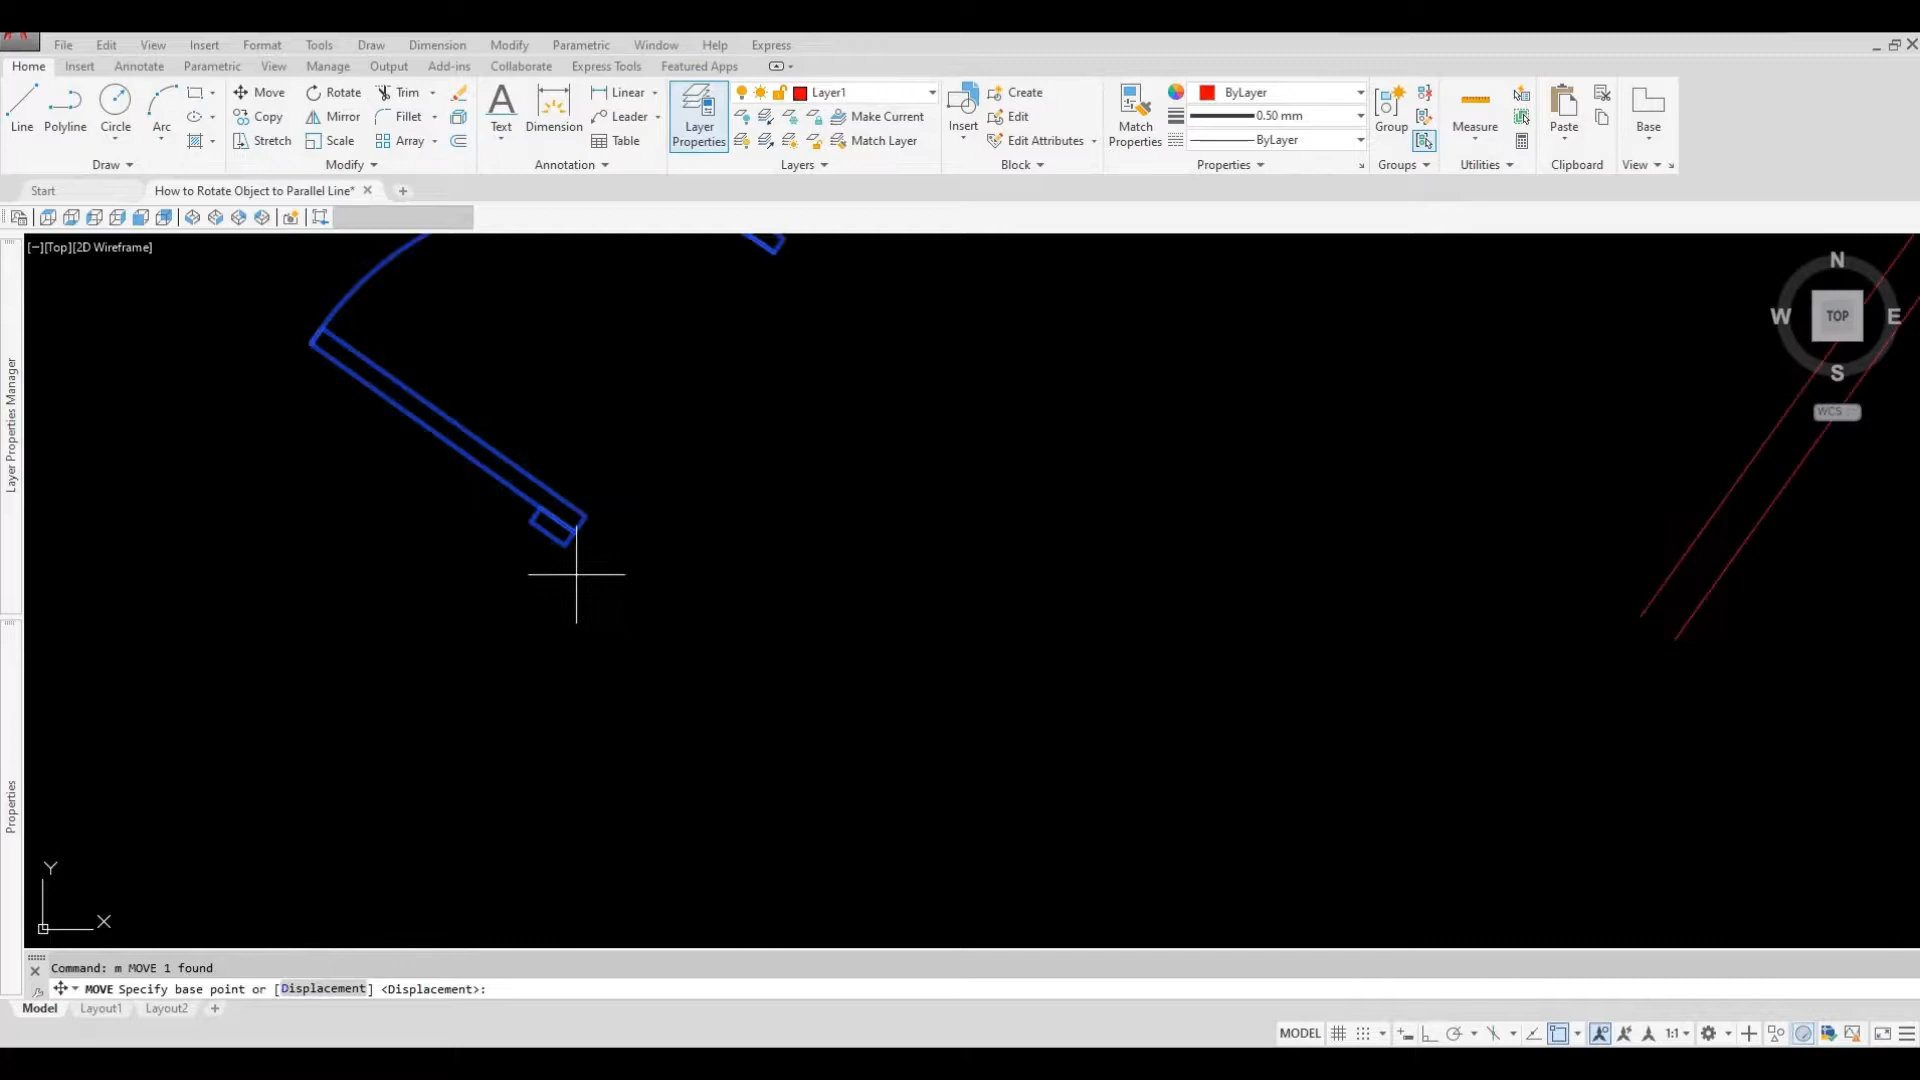 File Edit View Insert Format Tools Draw Dimension Modify Parametric Window Help Express
Home Insert Annotate Parametric View Manage Output Add-ins Collaborate Express Tools Featured Apps
Line Polyline Circle Arc
Move Rotate Trim
Copy Mirror Fillet
Stretch Scale Array
Text Dimension
Linear
Leader
Table
Layer Properties
Layer1
Make Current
Match Layer
Insert
Create
Edit
Edit Attributes
Match Properties
ByLayer
0.50 mm
ByLayer
Group
Measure
Paste
Base
Draw Modify Annotation Layers Block Properties Groups Utilities Clipboard View
Start How to Rotate Object to Parallel Line*
[−][Top][2D Wireframe]
N
W TOP E
S
WCS
Layer Properties Manager
Properties
Y
X
Command: m MOVE 1 found
MOVE Specify base point or [Displacement] <Displacement>:
Model Layout1 Layout2
MODEL 1:1